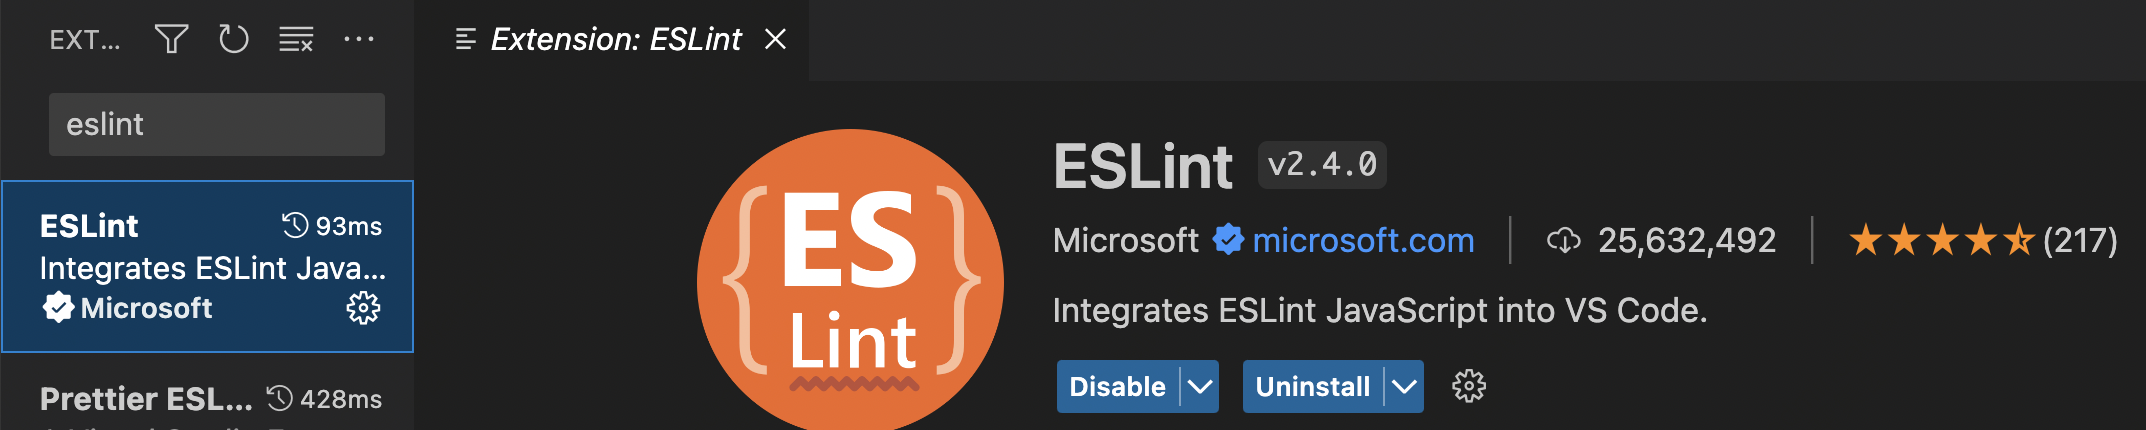 EXT...
eslint
ESLint 93ms
Integrates ESLint Java...
Microsoft
Prettier ESL... 428ms
Extension: ESLint
ES
Lint
ESLint v2.4.0
Microsoft microsoft.com 25,632,492 (217)
Integrates ESLint JavaScript into VS Code.
Disable Uninstall